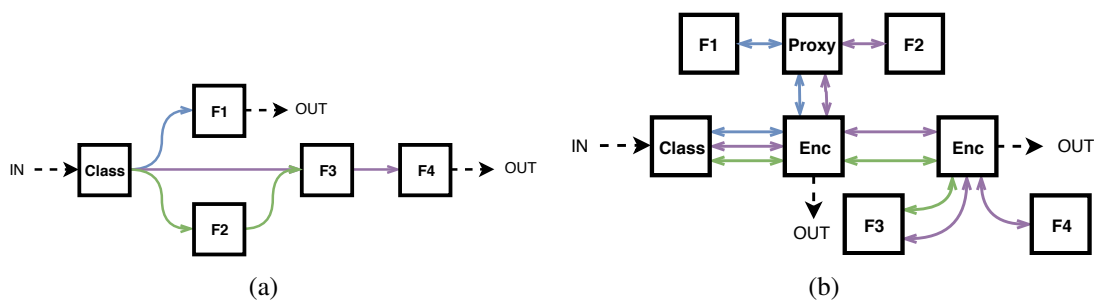 F1
OUT
IN
Class
F3
F4
OUT
F2
(a)
F1
Proxy
F2
IN
Class
Enc
Enc
OUT
OUT
F3
F4
(b)